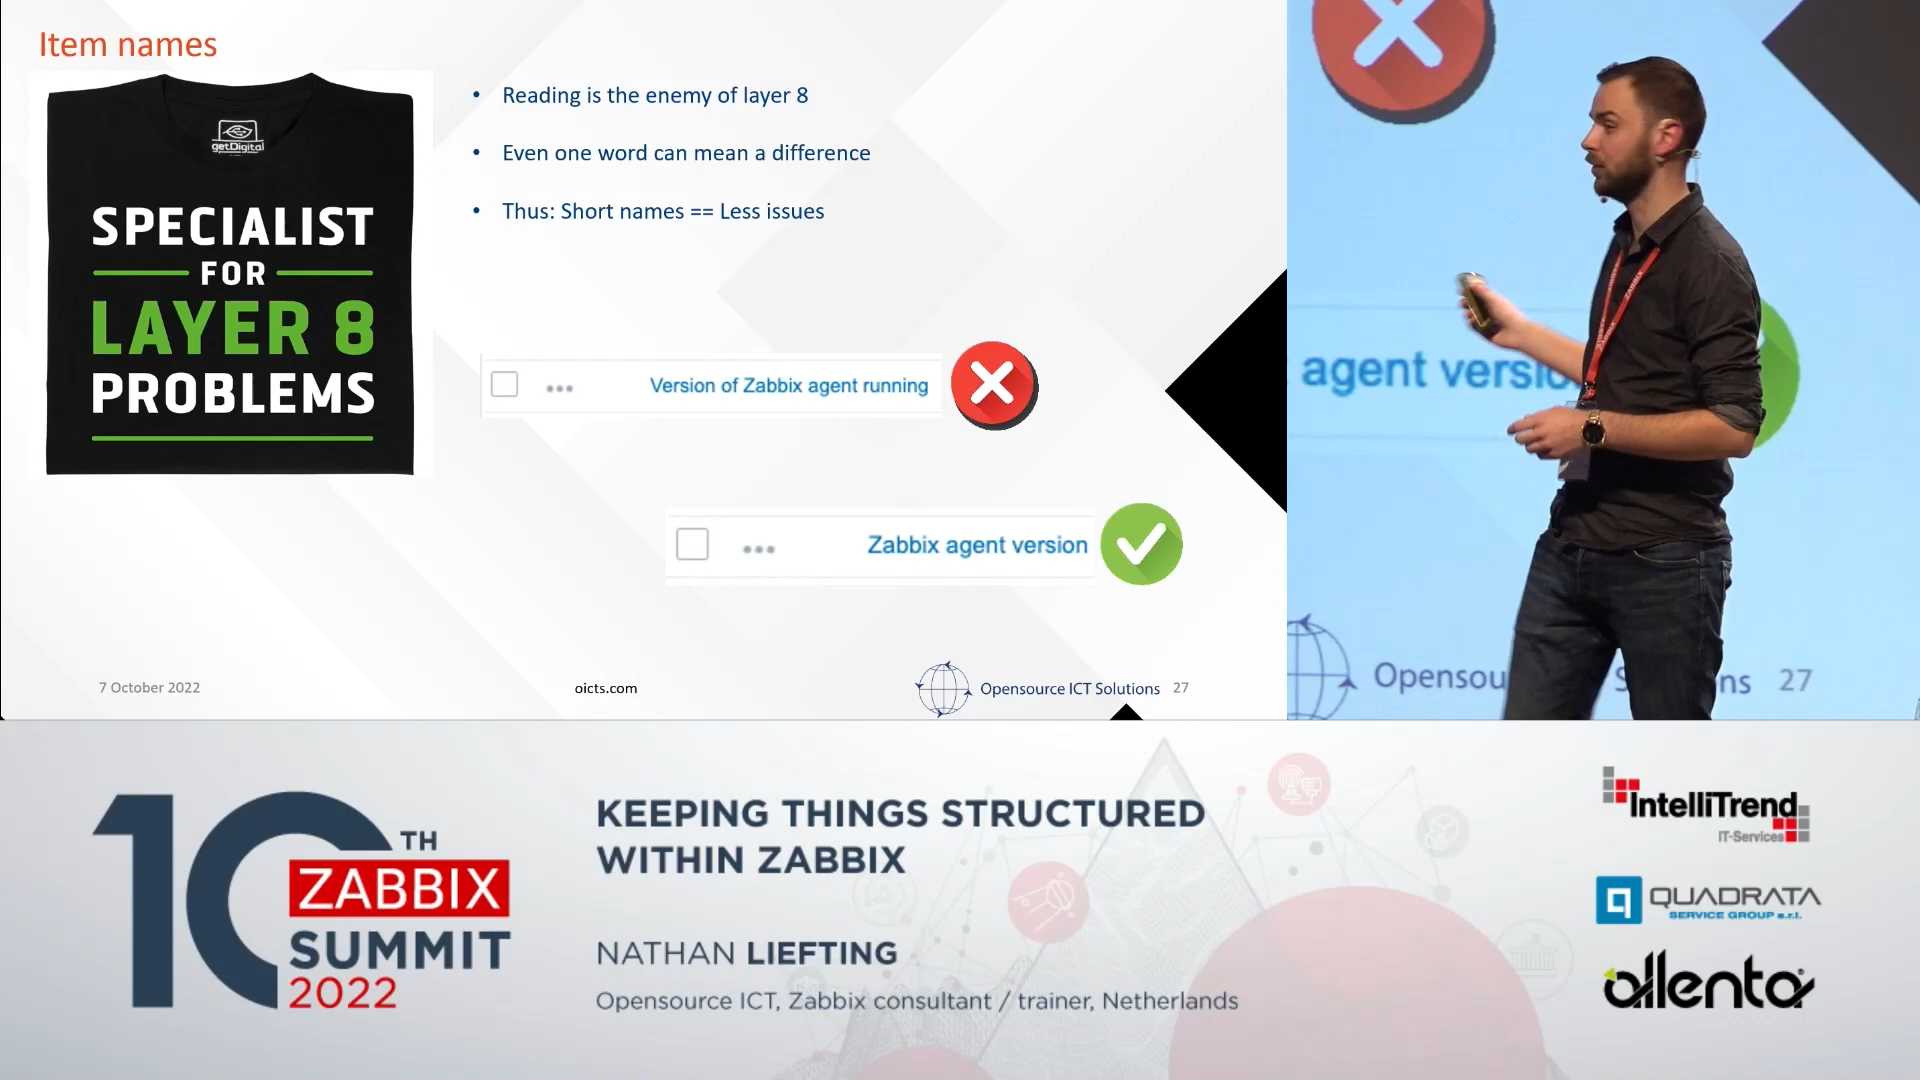 Item names
getDigital
SPECIALIST
FOR
LAYER 8
PROBLEMS
• Reading is the enemy of layer 8
• Even one word can mean a difference
• Thus: Short names == Less issues
Version of Zabbix agent running
Zabbix agent version
7 October 2022
oicts.com
Opensource ICT Solutions
27
agent versio
ZABBIX
Opensou
S
ns
27
10TH
ZABBIX
SUMMIT
2022
KEEPING THINGS STRUCTURED
WITHIN ZABBIX
NATHAN LIEFTING
Opensource ICT, Zabbix consultant / trainer, Netherlands
IntelliTrend
IT-Services
QUADRATA
SERVICE GROUP s.r.l.
allenta